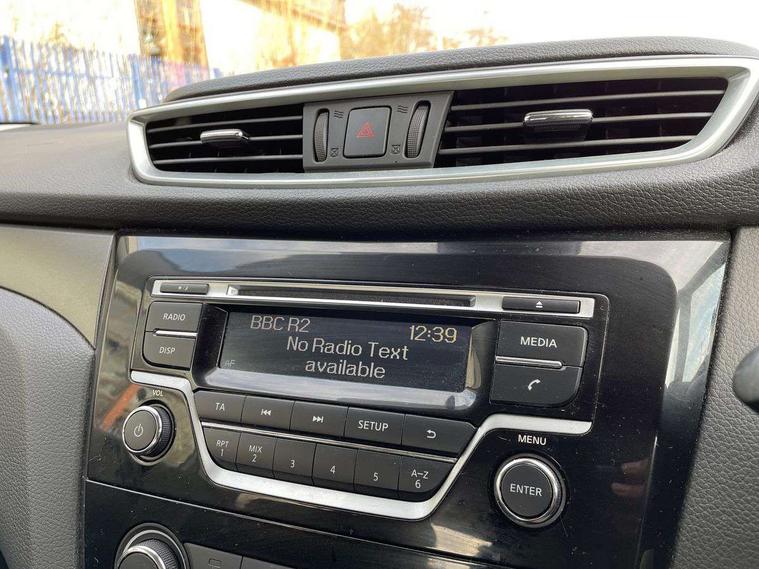 RADIO
DISP
BBC R2
12:39
No Radio Text
available
AF
MEDIA
VOL
TA
SETUP
MENU
RPT
1
MIX
2
3
4
5
A-Z
6
ENTER